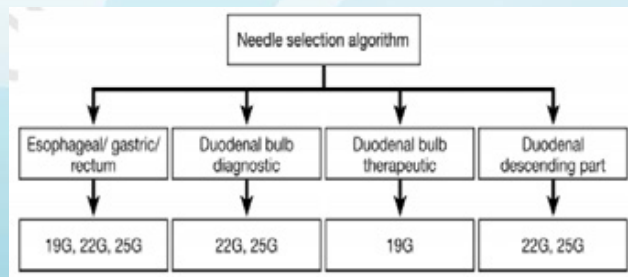 Needle selection algorithm
Esophageal/ gastric/
rectum
Duodenal bulb
diagnostic
Duodenal bulb
therapeutic
Duodenal
descending part
19G, 22G, 25G
22G, 25G
19G
22G, 25G